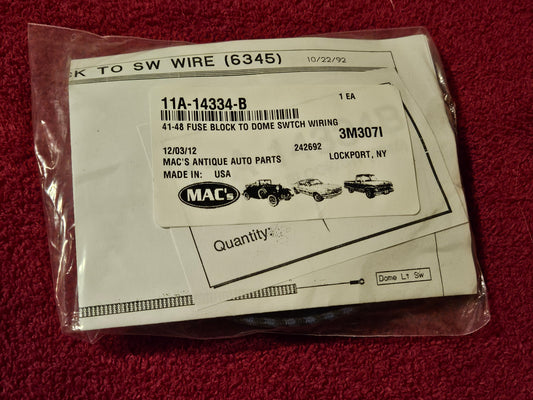 CK TO SW WIRE (6345) 10/22/92
11A-14334-B 1 EA
41-48 FUSE BLOCK TO DOME SWTCH WIRING
3M307I
12/03/12 242692
MAC'S ANTIQUE AUTO PARTS LOCKPORT, NY
MADE IN: USA
MAC's
Quantity:
Dome Lt Sw